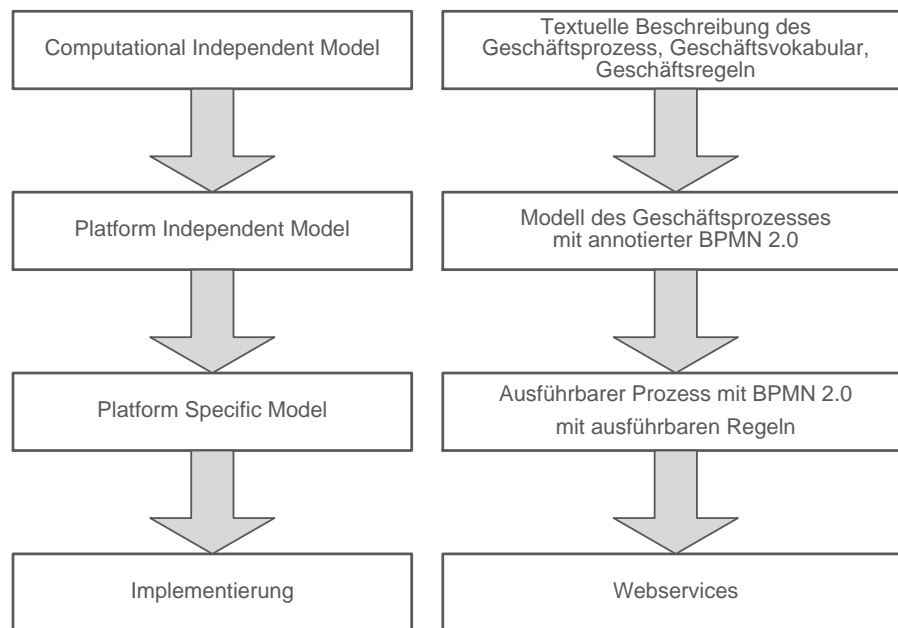 Computational Independent Model
Textuelle Beschreibung des
Geschäftsprozess, Geschäftsvokabular,
Geschäftsregeln
Platform Independent Model
Modell des Geschäftsprozesses
mit annotierter BPMN 2.0
Platform Specific Model
Ausführbarer Prozess mit BPMN 2.0
mit ausführbaren Regeln
Implementierung
Webservices